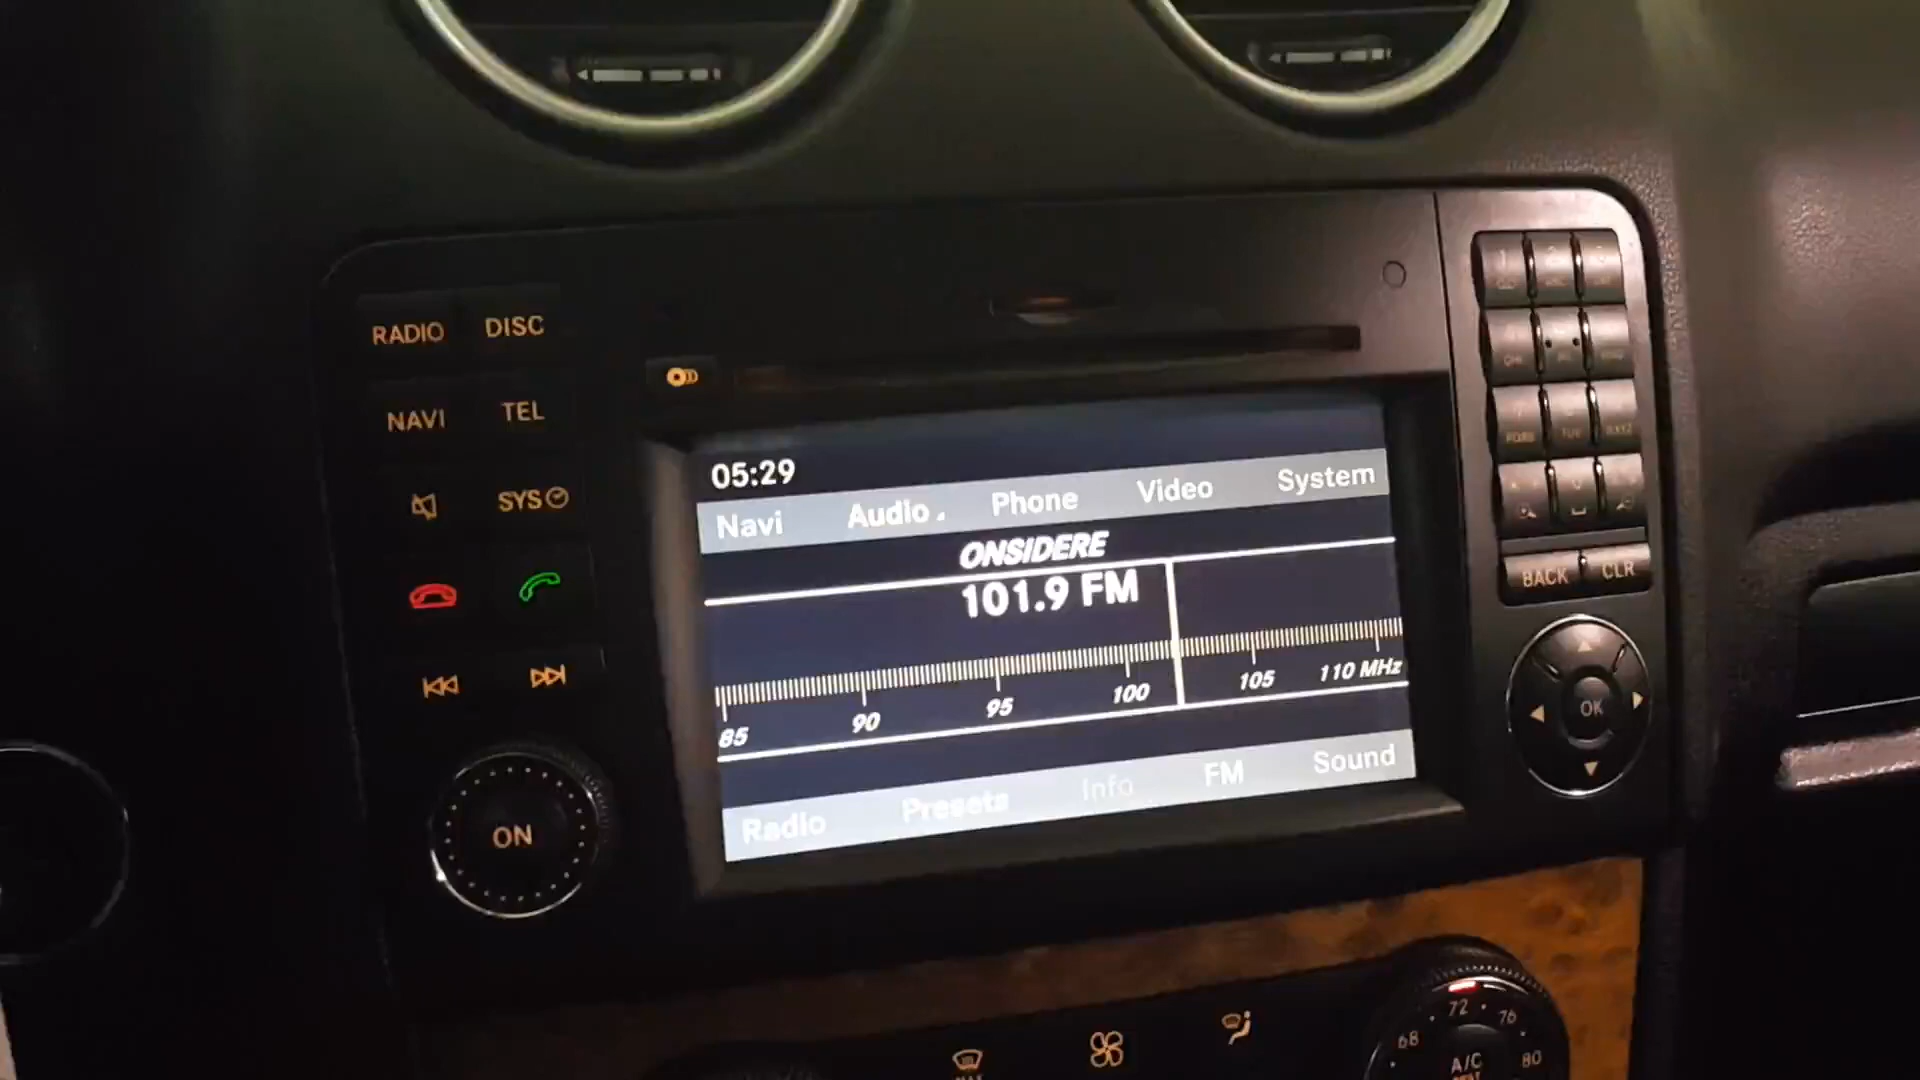 RADIO DISC
NAVI TEL
SYS
ON
05:29
Navi Audio Phone Video System
ONSIDERE
101.9 FM
85 90 95 100 105 110 MHz
Radio Presets Info FM Sound
BACK CLR
OK
68 72 76 80
A/C